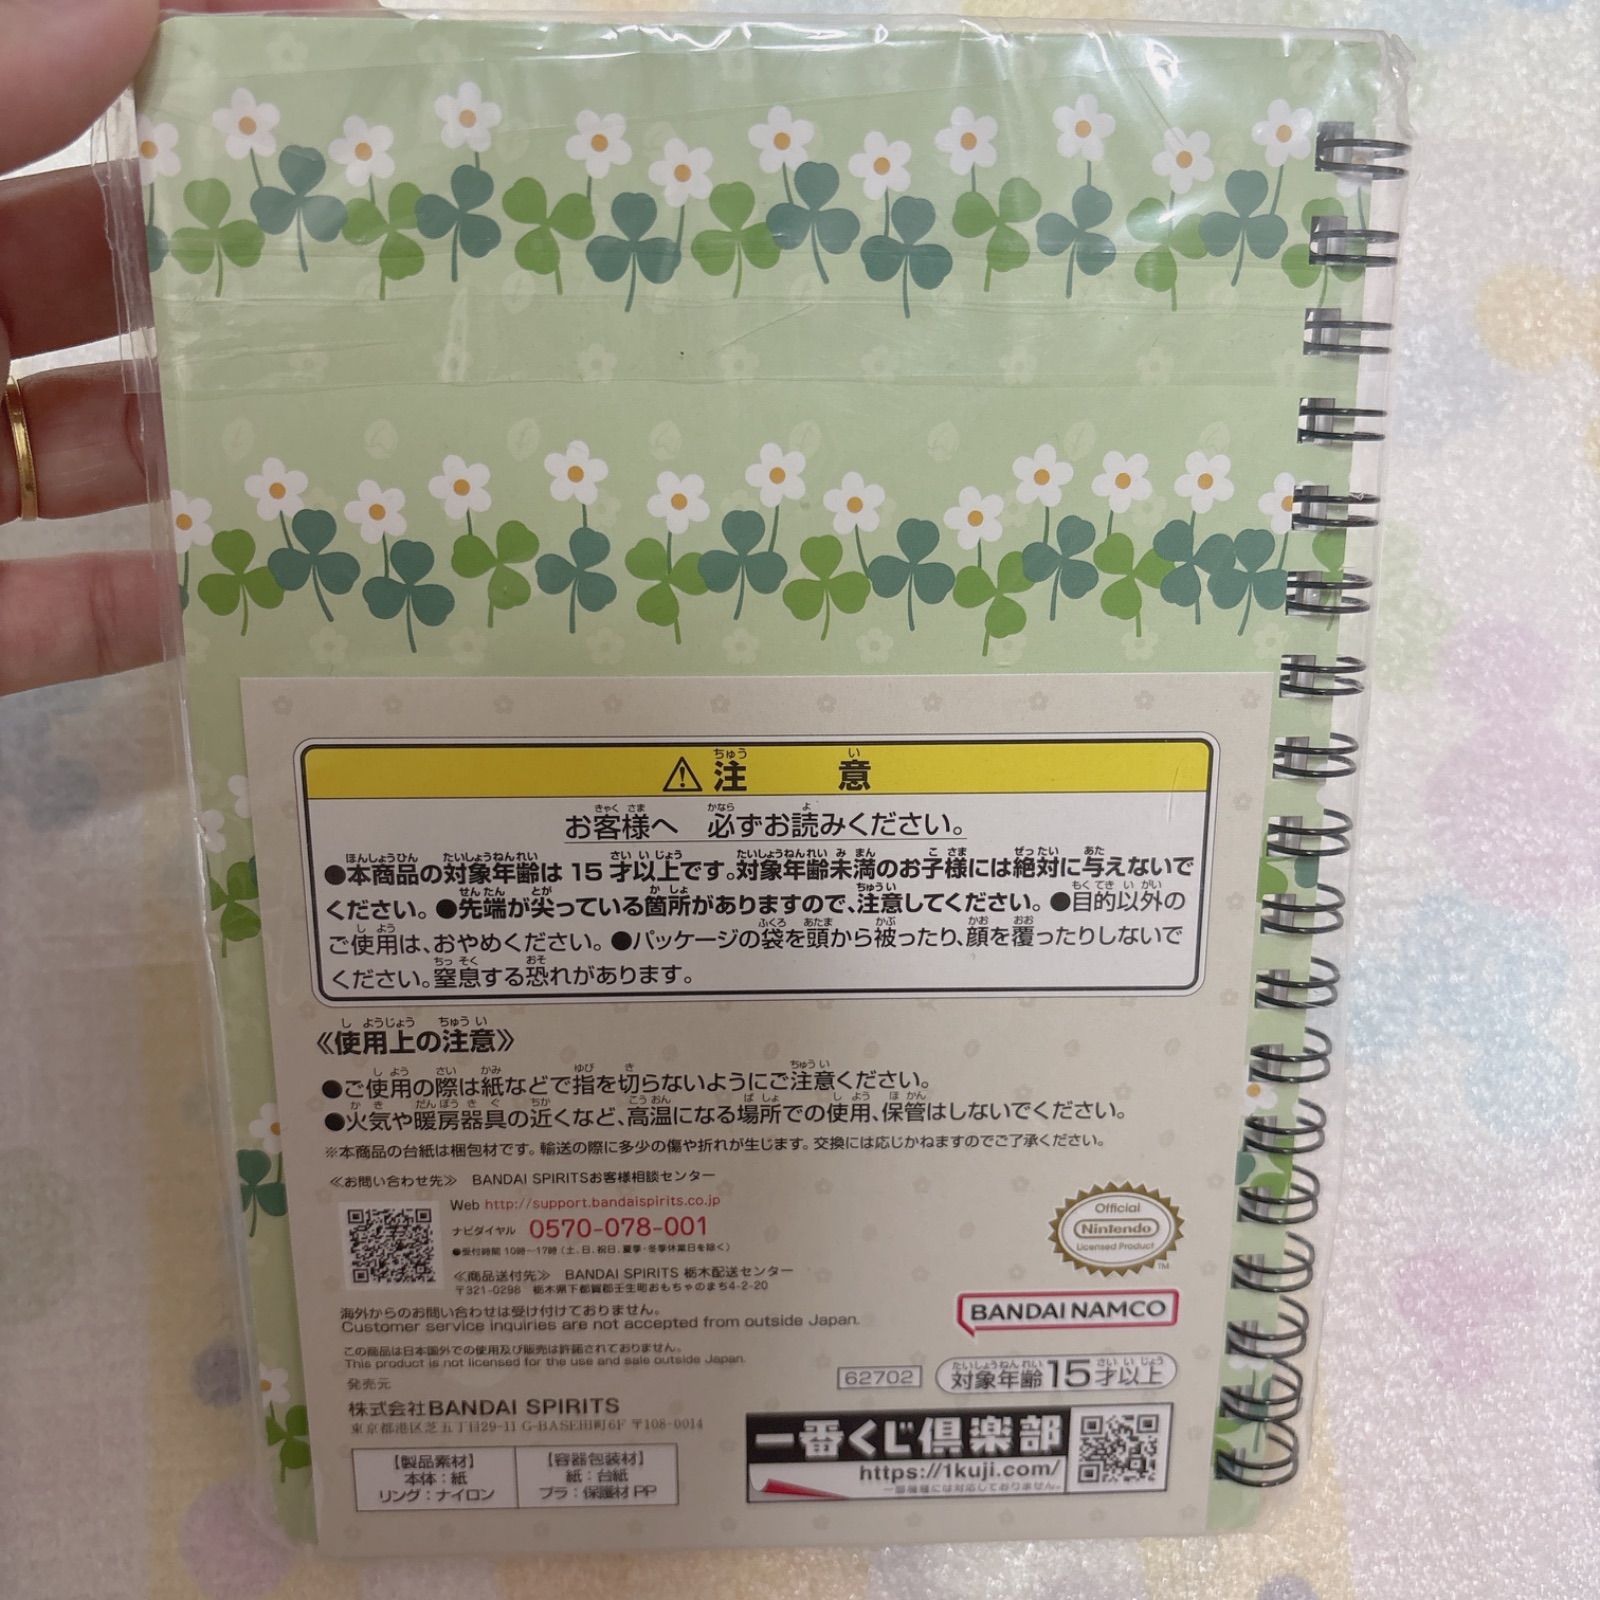 ⚠注 意
お客様へ 必ずお読みください。
●本商品の対象年齢は15才以上です。対象年齢未満のお子様には絶対に与えないで
ください。●先端が尖っている箇所がありますので、注意してください。●目的以外の
ご使用は、おやめください。●パッケージの袋を頭から被ったり、顔を覆ったりしないで
ください。窒息する恐れがあります。
《使用上の注意》
●ご使用の際は紙などで指を切らないようにご注意ください。
●火気や暖房器具の近くなど、高温になる場所での使用、保管はしないでください。
※本商品の台紙は梱包材です。輸送の際に多少の傷や折れが生じます。交換には応じかねますのでご了承ください。
≪お問い合わせ先≫ BANDAI SPIRITSお客様相談センター
Web http://support.bandaispirits.co.jp
ナビダイヤル 0570-078-001
●受付時間 10時〜17時(土、日、祝日、夏季・冬季休業日を除く)
≪商品送付先≫ BANDAI SPIRITS 栃木配送センター
〒321-0298 栃木県下都賀郡壬生町おもちゃのまち4-2-20
海外からのお問い合わせは受け付けておりません。
Customer service inquiries are not accepted from outside Japan.
この商品は日本国外での使用及び販売は許諾されておりません。
This product is not licensed for the use and sale outside Japan.
発売元
株式会社BANDAI SPIRITS
東京都港区芝五丁目29-11 G-BASE田町6F 〒108-0014
【製品素材】
本体：紙
リング：ナイロン
【容器包装材】
紙：台紙
プラ：保護材 PP
Official
Nintendo
Licensed Product
TM
BANDAI NAMCO
62702
対象年齢15才以上
一番くじ倶楽部
https://1kuji.com/
一部機種には対応しておりません。